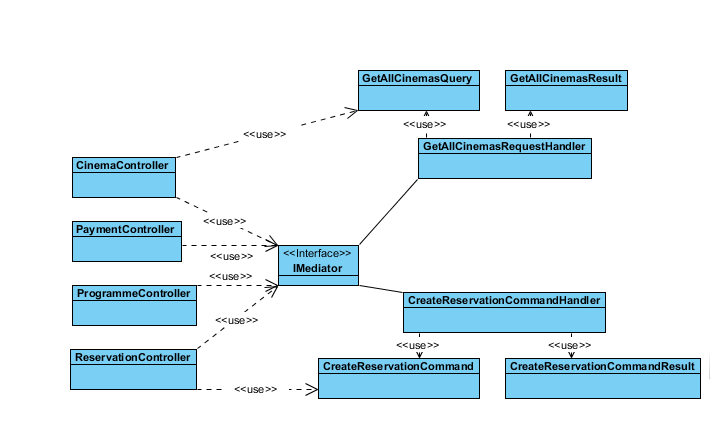 GetAllCinemasQuery
GetAllCinemasResult
<<use>>
<<use>>
<<use>>
GetAllCinemasRequestHandler
CinemaController
<<use>>
PaymentController
<<use>>
<<Interface>>
IMediator
<<use>>
ProgrammeController
CreateReservationCommandHandler
<<use>>
<<use>>
<<use>>
ReservationController
CreateReservationCommand
CreateReservationCommandResult
<<use>>